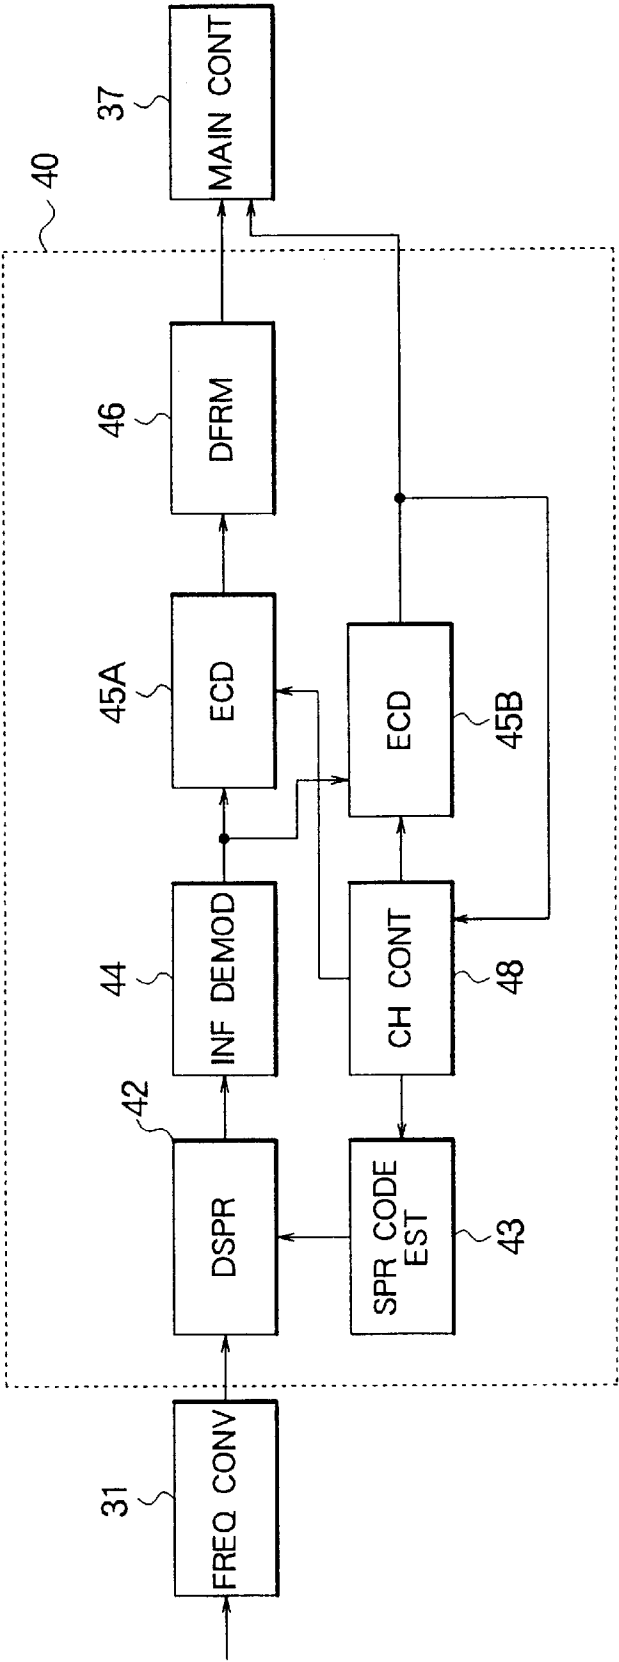 40
31
FREQ CONV
42
DSPR
44
INF DEMOD
45A
ECD
46
DFRM
37
MAIN CONT
SPR CODE
EST
43
CH CONT
48
ECD
45B